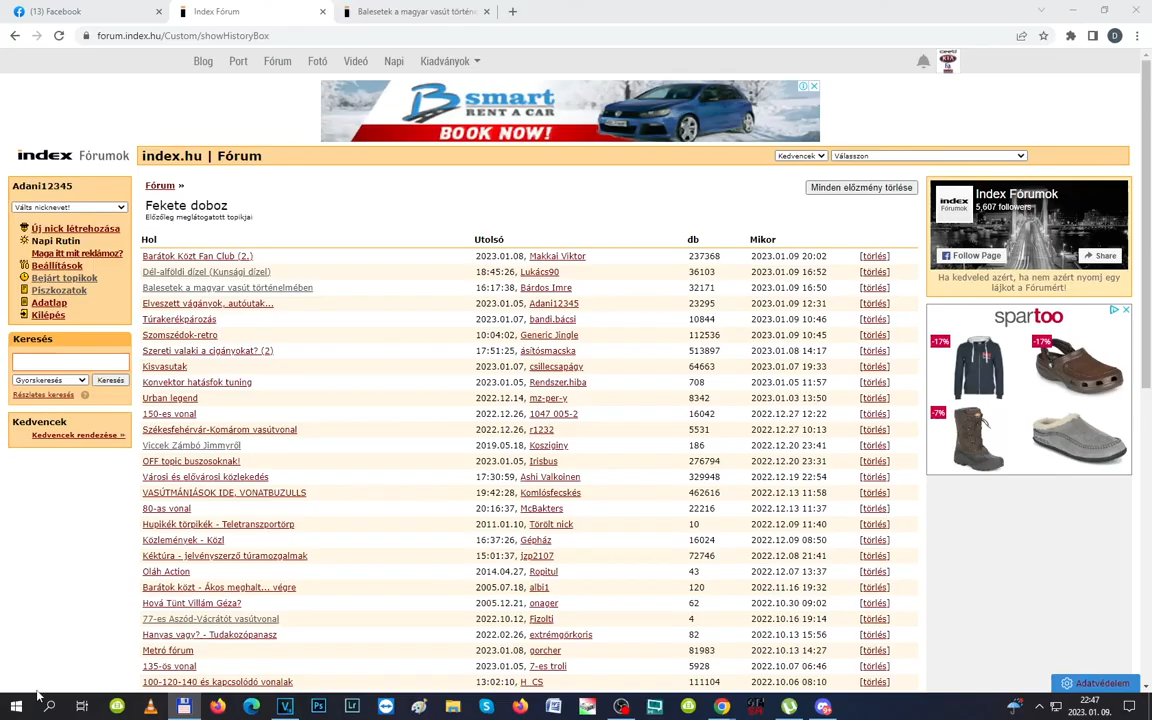 (13) Facebook
Index Fórum
Balesetek a magyar vasút történe
forum.index.hu/Custom/showHistoryBox
Blog Port Fórum Fotó Videó Napi Kiadványok
B smart
RENT A CAR
BOOK NOW!
index Fórumok
index.hu | Fórum
Kedvencek
Válasszon
Adani12345
Válts nicknevet!
Új nick létrehozása
Napi Rutin
Maga itt mit reklámoz?
Beállítások
Bejárt topikok
Piszkozatok
Adatlap
Kilépés
Keresés
Gyorskeresés
Keresés
Részletes keresés
Kedvencek
Kedvencek rendezése »
Fórum »
Minden előzmény törlése
Fekete doboz
Előzőleg meglátogatott topikjai
Hol Utolsó db Mikor
Barátok Közt Fan Club (2.) 2023.01.08, Makkai Viktor 237368 2023.01.09 20:02 [törlés]
Dél-alföldi dízel (Kunsági dízel) 18:45:26, Lukács90 36103 2023.01.09 16:52 [törlés]
Balesetek a magyar vasút történelmében 16:17:38, Bárdos Imre 32171 2023.01.09 16:50 [törlés]
Elveszett vágányok, autóutak... 2023.01.05, Adani12345 23295 2023.01.09 12:31 [törlés]
Túrakerékpározás 2023.01.07, bandi.bácsi 10844 2023.01.09 10:46 [törlés]
Szomszédok-retro 10:04:02, Generic Jingle 112536 2023.01.09 10:45 [törlés]
Szereti valaki a cigányokat? (2) 17:51:25, ásítósmacska 513897 2023.01.08 14:17 [törlés]
Kisvasutak 2023.01.07, csillecsapágy 64663 2023.01.07 19:33 [törlés]
Konvektor hatásfok tuning 2023.01.05, Rendszer.hiba 708 2023.01.05 11:57 [törlés]
Urban legend 2022.12.14, mz-per-y 8342 2023.01.03 13:50 [törlés]
150-es vonal 2022.12.26, 1047 005-2 16042 2022.12.27 12:22 [törlés]
Székesfehérvár-Komárom vasútvonal 2022.12.26, r1232 5531 2022.12.27 10:13 [törlés]
Viccek Zámbó Jimmyről 2019.05.18, Kosziginy 186 2022.12.20 23:41 [törlés]
OFF topic buszosoknak! 2023.01.05, Irisbus 276794 2022.12.20 23:31 [törlés]
Városi és elővárosi közlekedés 17:30:59, Ashi Valkoinen 329948 2022.12.19 22:54 [törlés]
VASÚTMÁNIÁSOK IDE, VONATBUZULLS 19:42:28, Komlósfecskés 462616 2022.12.13 11:58 [törlés]
80-as vonal 20:16:37, McBakters 22216 2022.12.13 11:37 [törlés]
Hupikék törpikék - Teletranszportörp 2011.01.10, Törölt nick 10 2022.12.09 11:40 [törlés]
Közlemények - Közl 16:37:26, Gépház 16024 2022.12.09 08:50 [törlés]
Kéktúra - jelvényszerző túramozgalmak 15:01:37, jzp2107 72746 2022.12.08 21:41 [törlés]
Oláh Action 2014.04.27, Ropitul 43 2022.12.07 13:37 [törlés]
Barátok közt - Ákos meghalt... végre 2005.07.18, albi1 120 2022.11.16 19:32 [törlés]
Hová Tünt Villám Géza? 2005.12.21, onager 62 2022.10.30 09:02 [törlés]
77-es Aszód-Vácrátót vasútvonal 2022.10.12, Fizolti 4 2022.10.16 19:14 [törlés]
Hanyas vagy? - Tudakozópanasz 2022.02.26, extrémgörkoris 82 2022.10.13 15:56 [törlés]
Metró fórum 2023.01.08, gorcher 81983 2022.10.13 14:27 [törlés]
135-ös vonal 2023.01.05, 7-es troli 5928 2022.10.07 06:46 [törlés]
100-120-140 és kapcsolódó vonalak 13:02:10, H_CS 111104 2022.10.06 08:10 [törlés]
index Fórumok
Index Fórumok
5,607 followers
Follow Page
Share
Ha kedveled azért, ha nem azért nyomj egy
lájkot a Fórumért!
spartoo
-17%
-17%
-7%
Adatvédelem
22:47
2023. 01. 09.